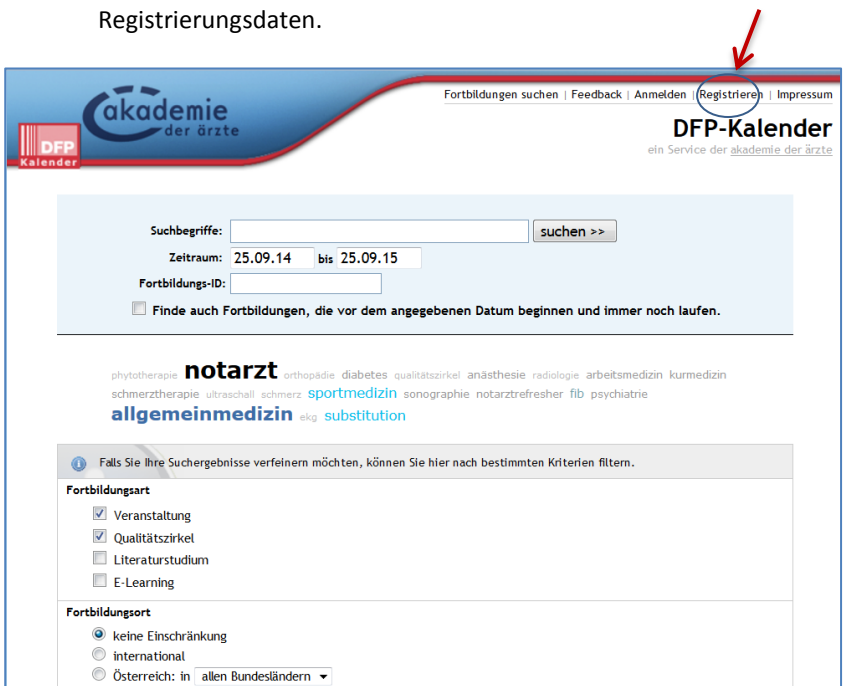 Registrierungsdaten.
akademie
der ärzte
DFP
Kalender
Fortbildungen suchen | Feedback | Anmelden | Registrieren | Impressum
DFP-Kalender
ein Service der akademie der ärzte
Suchbegriffe: suchen >>
Zeitraum: 25.09.14 bis 25.09.15
Fortbildungs-ID:
Finde auch Fortbildungen, die vor dem angegebenen Datum beginnen und immer noch laufen.
phytotherapie notarzt orthopädie diabetes qualitätszirkel anästhesie radiologie arbeitsmedizin kurmedizin
schmerztherapie ultraschall schmerz sportmedizin sonographie notarztrefresher fib psychiatrie
allgemeinmedizin ekg substitution
Falls Sie Ihre Suchergebnisse verfeinern möchten, können Sie hier nach bestimmten Kriterien filtern.
Fortbildungsart
Veranstaltung
Qualitätszirkel
Literaturstudium
E-Learning
Fortbildungsort
keine Einschränkung
international
Österreich: in allen Bundesländern